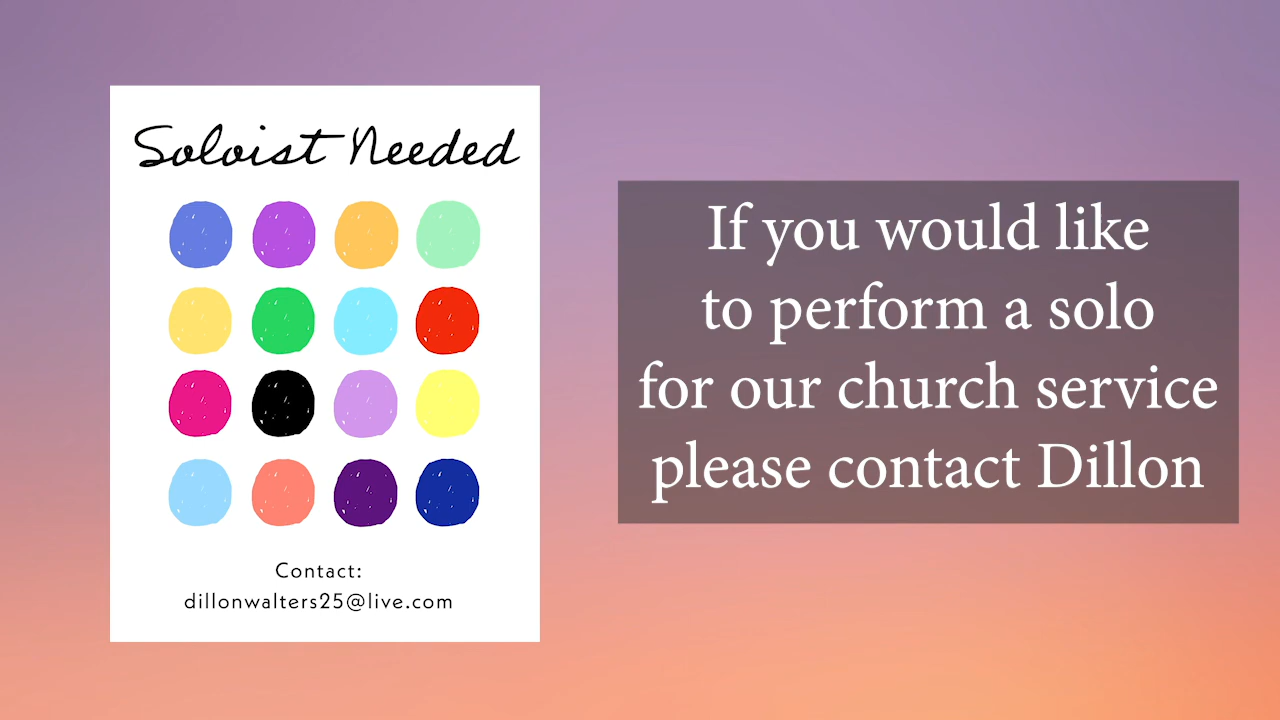 Soloist Needed
Contact:
dillonwalters25@live.com
If you would like
to perform a solo
for our church service
please contact Dillon